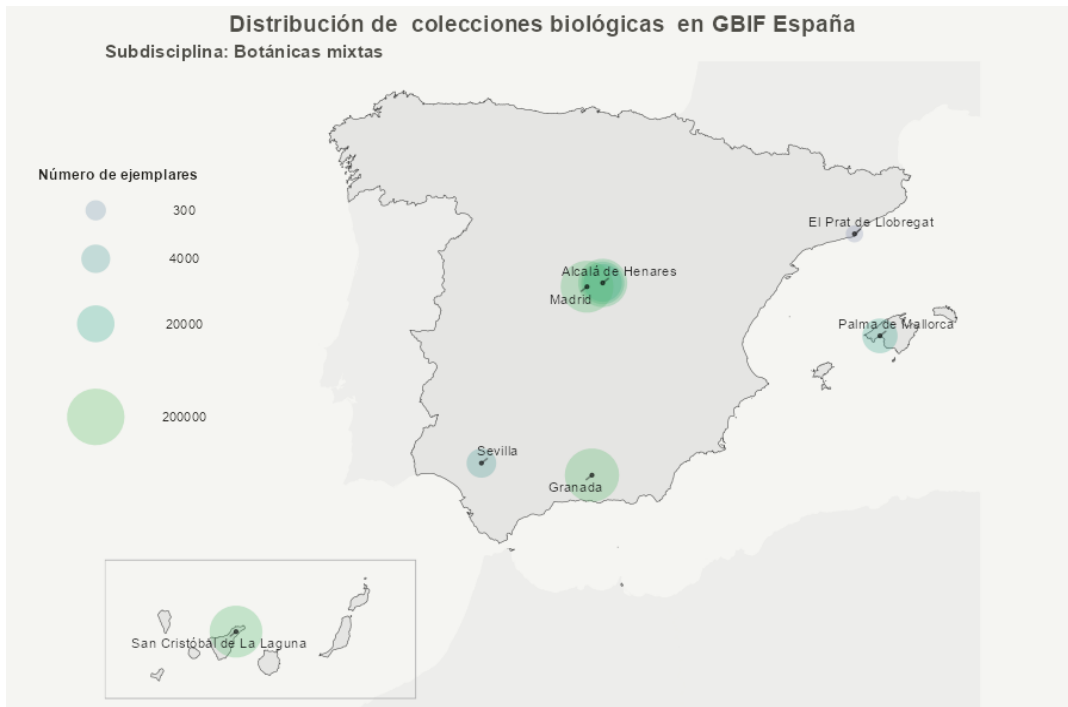 Distribución de  colecciones biológicas  en GBIF España
Subdisciplina: Botánicas mixtas
Número de ejemplares
300
4000
20000
200000
El Prat de Llobregat
Alcalá de Henares
Madrid
Palma de Mallorca
Sevilla
Granada
San Cristóbal de La Laguna